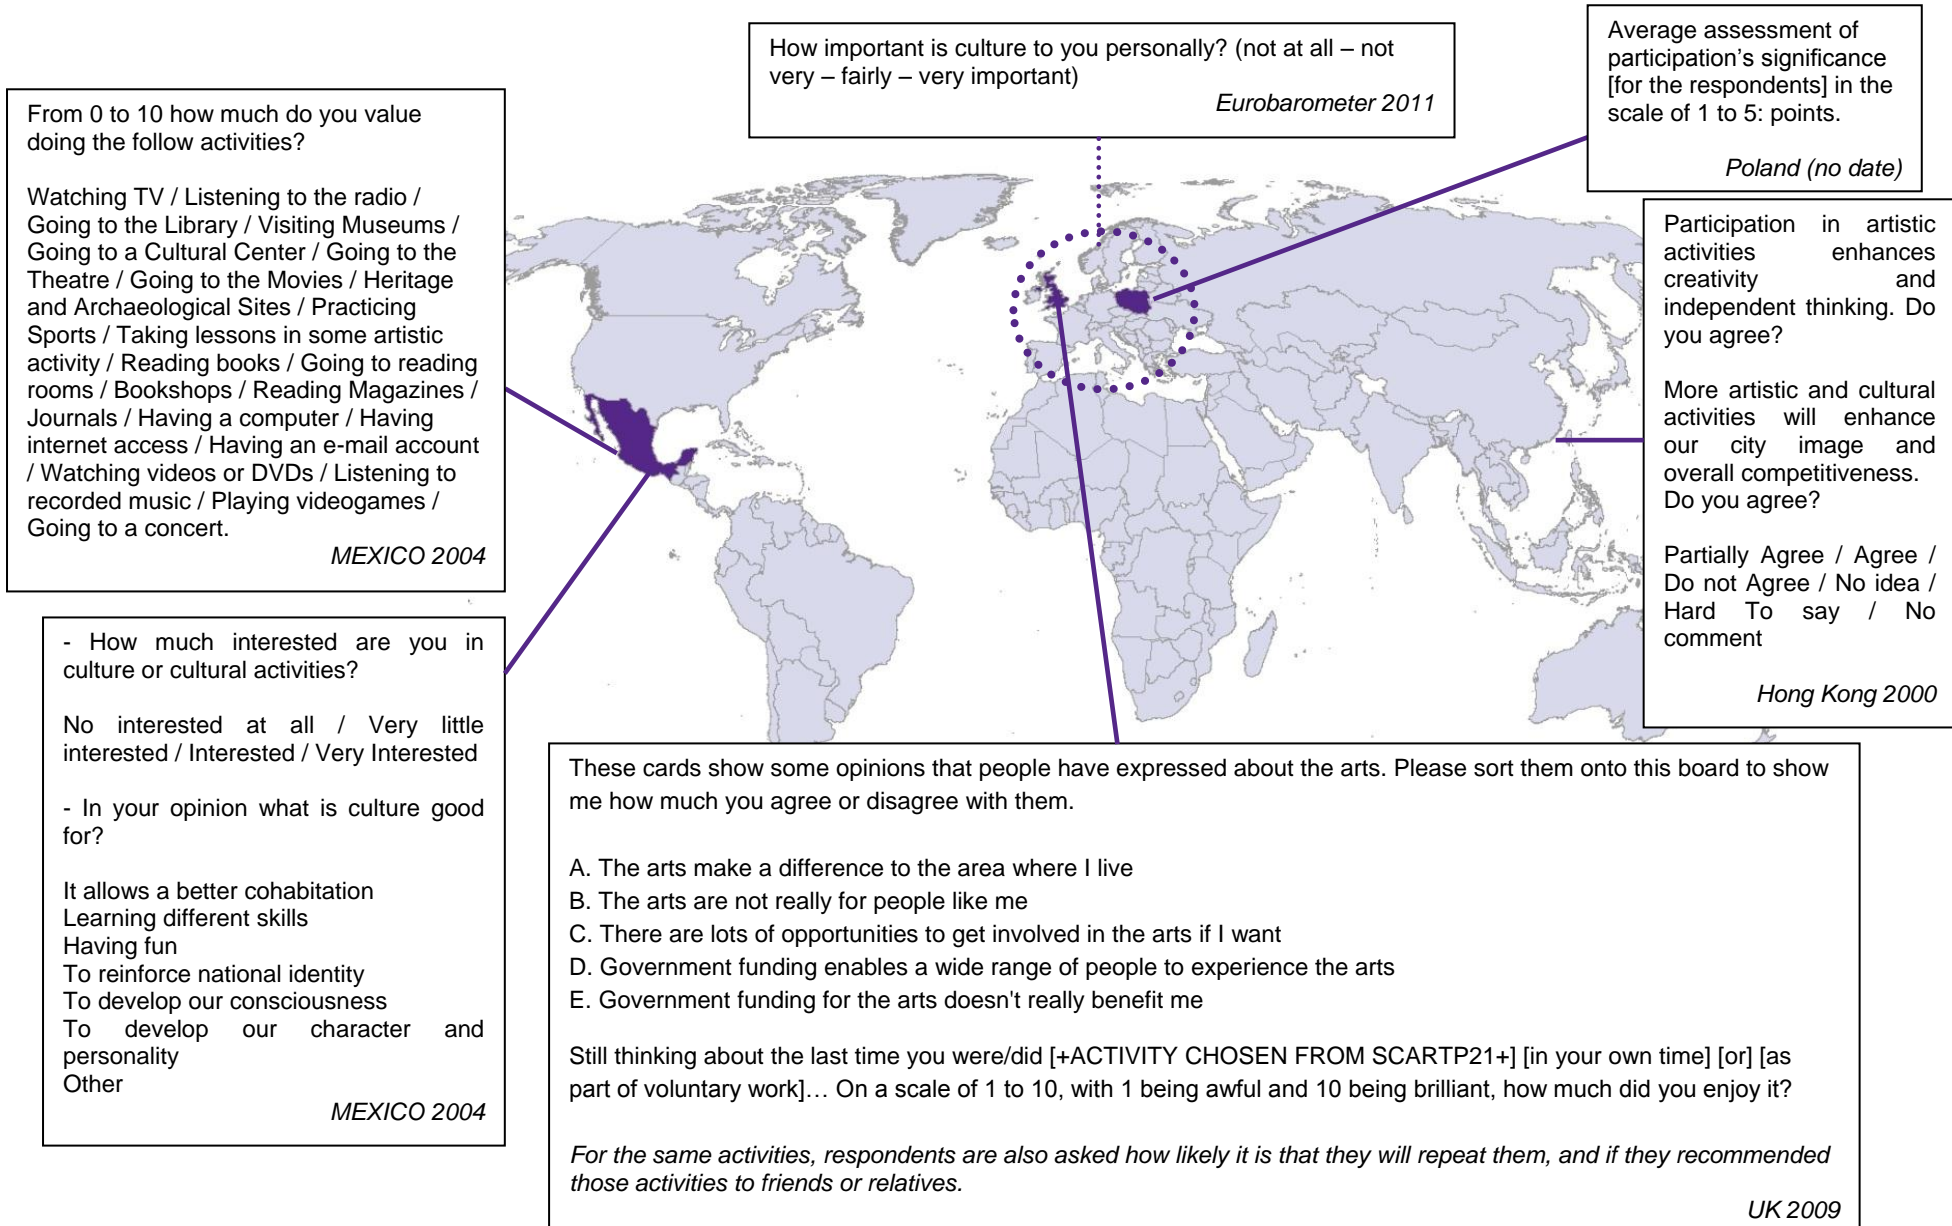 How important is culture to you personally? (not at all – not
very – fairly – very important)
Eurobarometer 2011
Average assessment of
participation's significance
[for the respondents] in the
scale of 1 to 5: points.
Poland (no date)
From 0 to 10 how much do you value
doing the follow activities?
Watching TV / Listening to the radio /
Going to the Library / Visiting Museums /
Going to a Cultural Center / Going to the
Theatre / Going to the Movies / Heritage
and Archaeological Sites / Practicing
Sports / Taking lessons in some artistic
activity / Reading books / Going to reading
rooms / Bookshops / Reading Magazines /
Journals / Having a computer / Having
internet access / Having an e-mail account
/ Watching videos or DVDs / Listening to
recorded music / Playing videogames /
Going to a concert.
MEXICO 2004
Participation in artistic
activities enhances
creativity and
independent thinking. Do
you agree?
More artistic and cultural
activities will enhance
our city image and
overall competitiveness.
Do you agree?
Partially Agree / Agree /
Do not Agree / No idea /
Hard To say / No
comment
Hong Kong 2000
- How much interested are you in
culture or cultural activities?
No interested at all / Very little
interested / Interested / Very Interested
- In your opinion what is culture good
for?
It allows a better cohabitation
Learning different skills
Having fun
To reinforce national identity
To develop our consciousness
To develop our character and
personality
Other
MEXICO 2004
These cards show some opinions that people have expressed about the arts. Please sort them onto this board to show
me how much you agree or disagree with them.
A. The arts make a difference to the area where I live
B. The arts are not really for people like me
C. There are lots of opportunities to get involved in the arts if I want
D. Government funding enables a wide range of people to experience the arts
E. Government funding for the arts doesn't really benefit me
Still thinking about the last time you were/did [+ACTIVITY CHOSEN FROM SCARTP21+] [in your own time] [or] [as
part of voluntary work]… On a scale of 1 to 10, with 1 being awful and 10 being brilliant, how much did you enjoy it?
For the same activities, respondents are also asked how likely it is that they will repeat them, and if they recommended
those activities to friends or relatives.
UK 2009